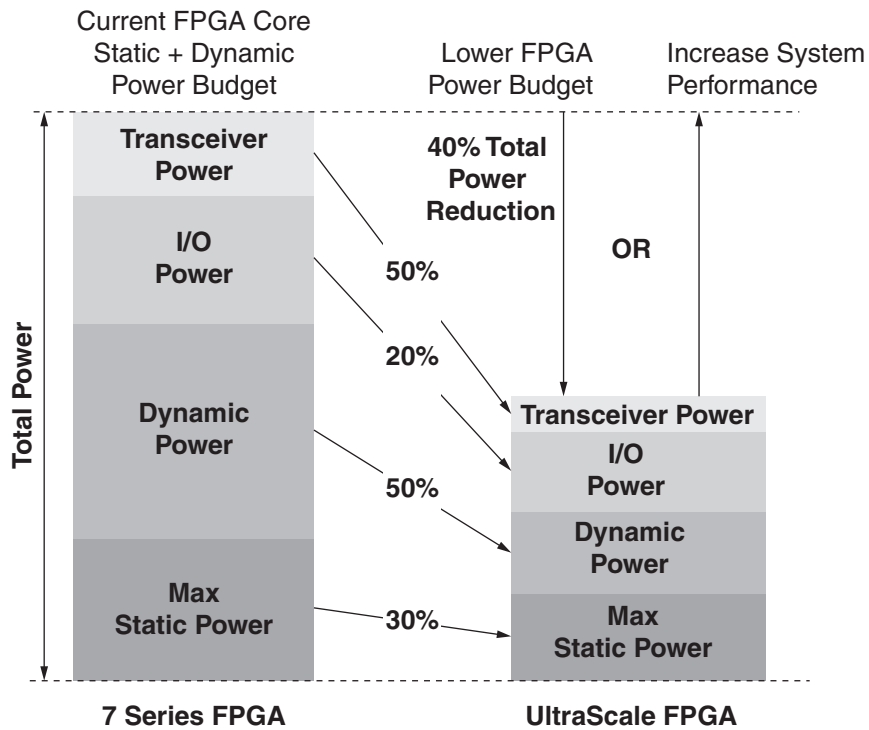 Current FPGA Core
Static + Dynamic
Power Budget
Lower FPGA
Power Budget
Increase System
Performance
Total Power
Transceiver
Power
I/O
Power
Dynamic
Power
Max
Static Power
50%
20%
50%
30%
40% Total
Power
Reduction
OR
Transceiver Power
I/O
Power
Dynamic
Power
Max
Static Power
7 Series FPGA
UltraScale FPGA